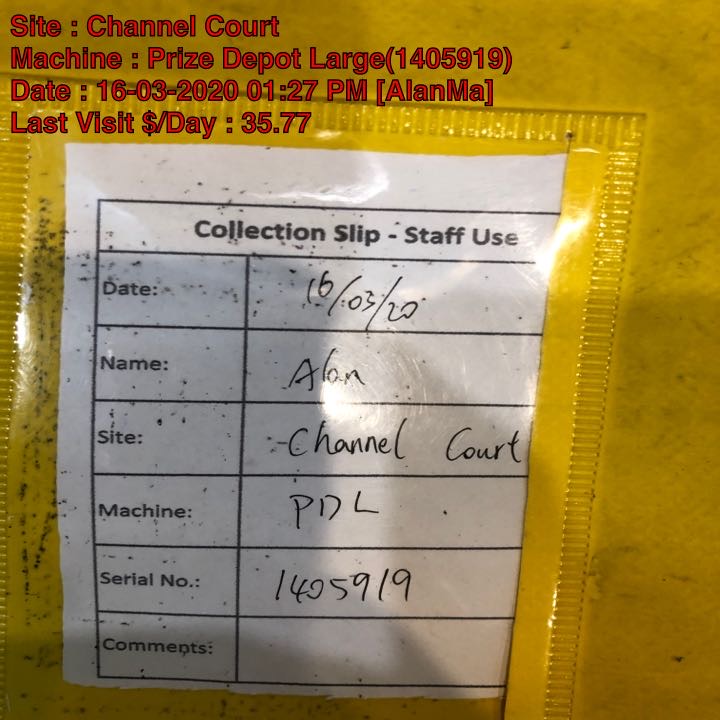 Site : Channel Court
Machine : Prize Depot Large(1405919)
Date : 16-03-2020 01:27 PM [AlanMa]
Last Visit $/Day : 35.77
Collection Slip - Staff Use
Date: 16/03/20
Name: Alan
Site: Channel Court
Machine: PDL
Serial No.: 1405919
Comments: